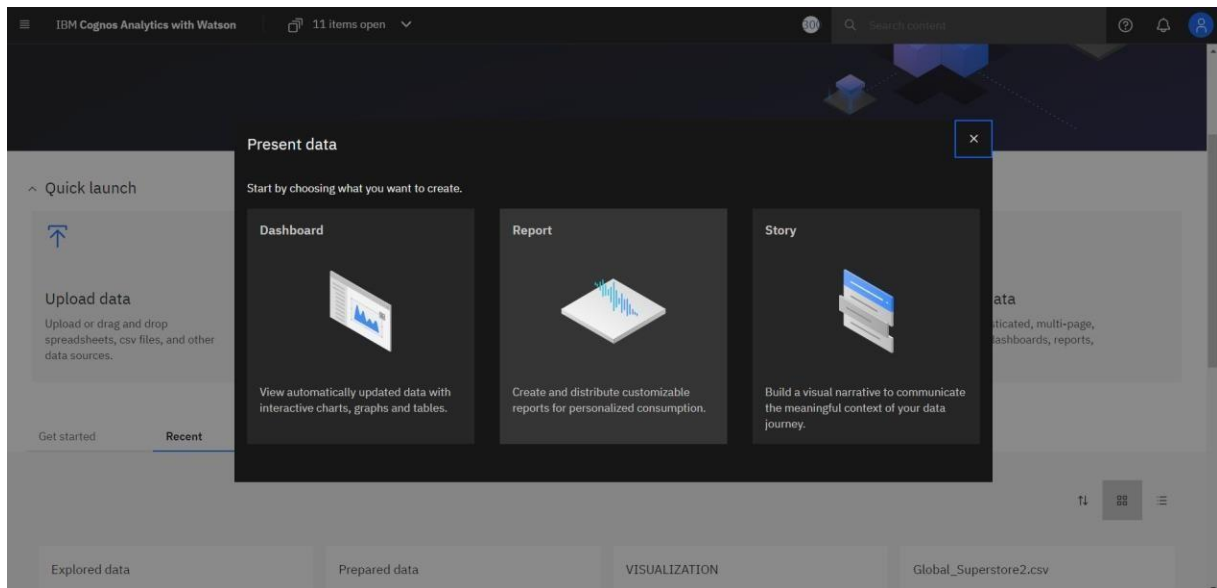 IBM Cognos Analytics with Watson
11 items open
Search content
Present data
Start by choosing what you want to create.
Quick launch
Dashboard
Report
Story
Upload data
Upload or drag and drop
spreadsheets, csv files, and other
data sources.
ata
ticated, multi-page,
ashboards, reports,
View automatically updated data with
interactive charts, graphs and tables.
Create and distribute customizable
reports for personalized consumption.
Build a visual narrative to communicate
the meaningful context of your data
journey.
Get started
Recent
Explored data
Prepared data
VISUALIZATION
Global_Superstore2.csv